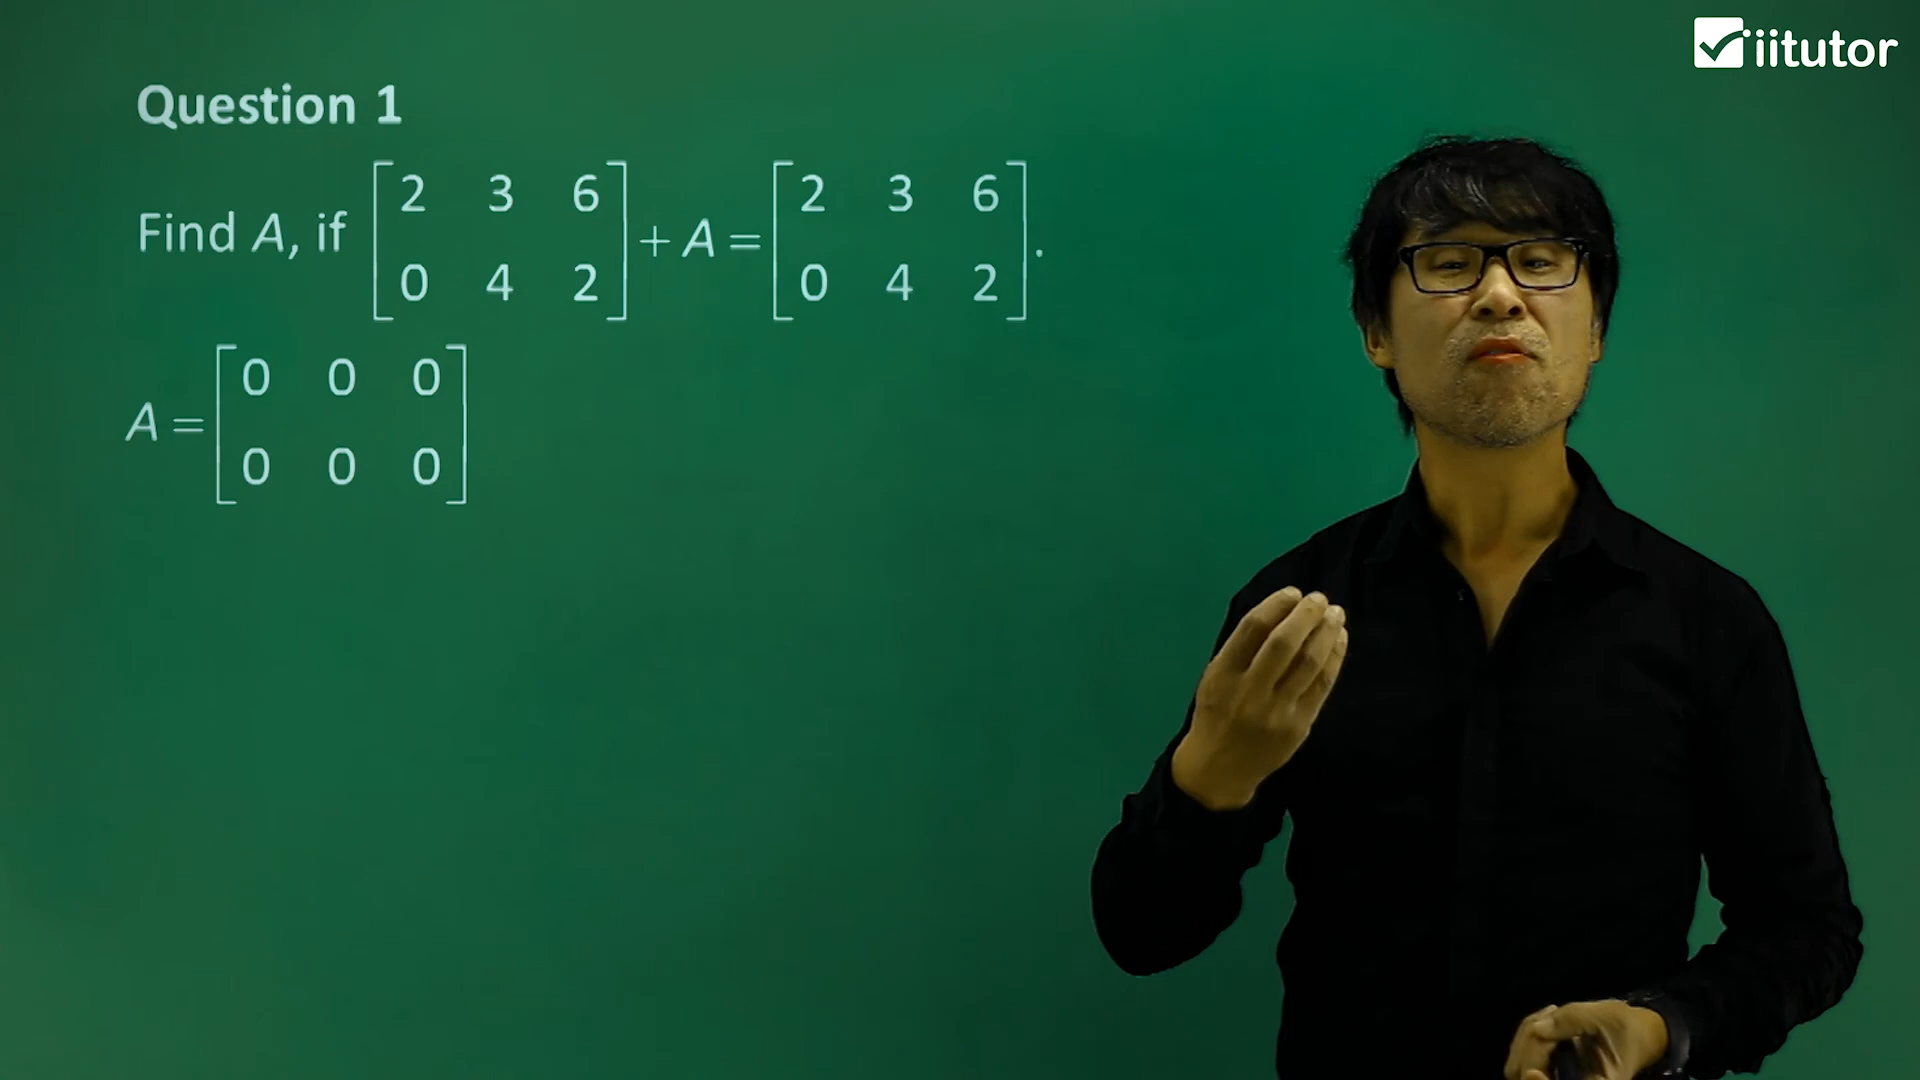 iitutor
Question 1
Find A, if [2 3 6 0 4 2] + A = [2 3 6 0 4 2].
A = [0 0 0 0 0 0]